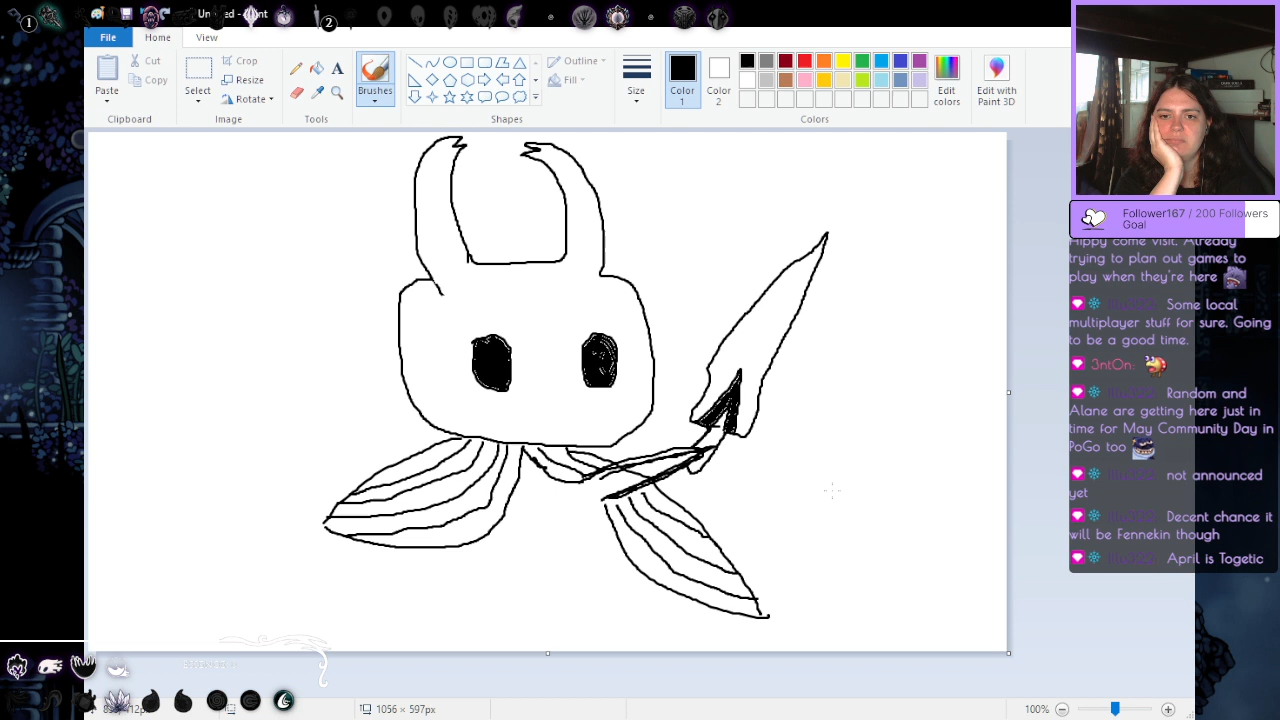 1
2
File
Home
View
Paste
Cut
Copy
Clipboard
Select
Crop
Resize
Rotate
Image
Tools
Brushes
Outline
Fill
Shapes
Size
Color
1
Color
2
Edit
colors
Edit with
Paint 3D
Colors
Follower167 / 200 Followers
Goal
Hippy come visit. Already
trying to plan out games to
play when they're here
Some local
multiplayer stuff for sure. Going
to be a good time.
3ntOn:
Random and
Alane are getting here just in
time for May Community Day in
PoGo too
not announced
yet
Decent chance it
will be Fennekin though
April is Togetic
1056 × 597px
100%